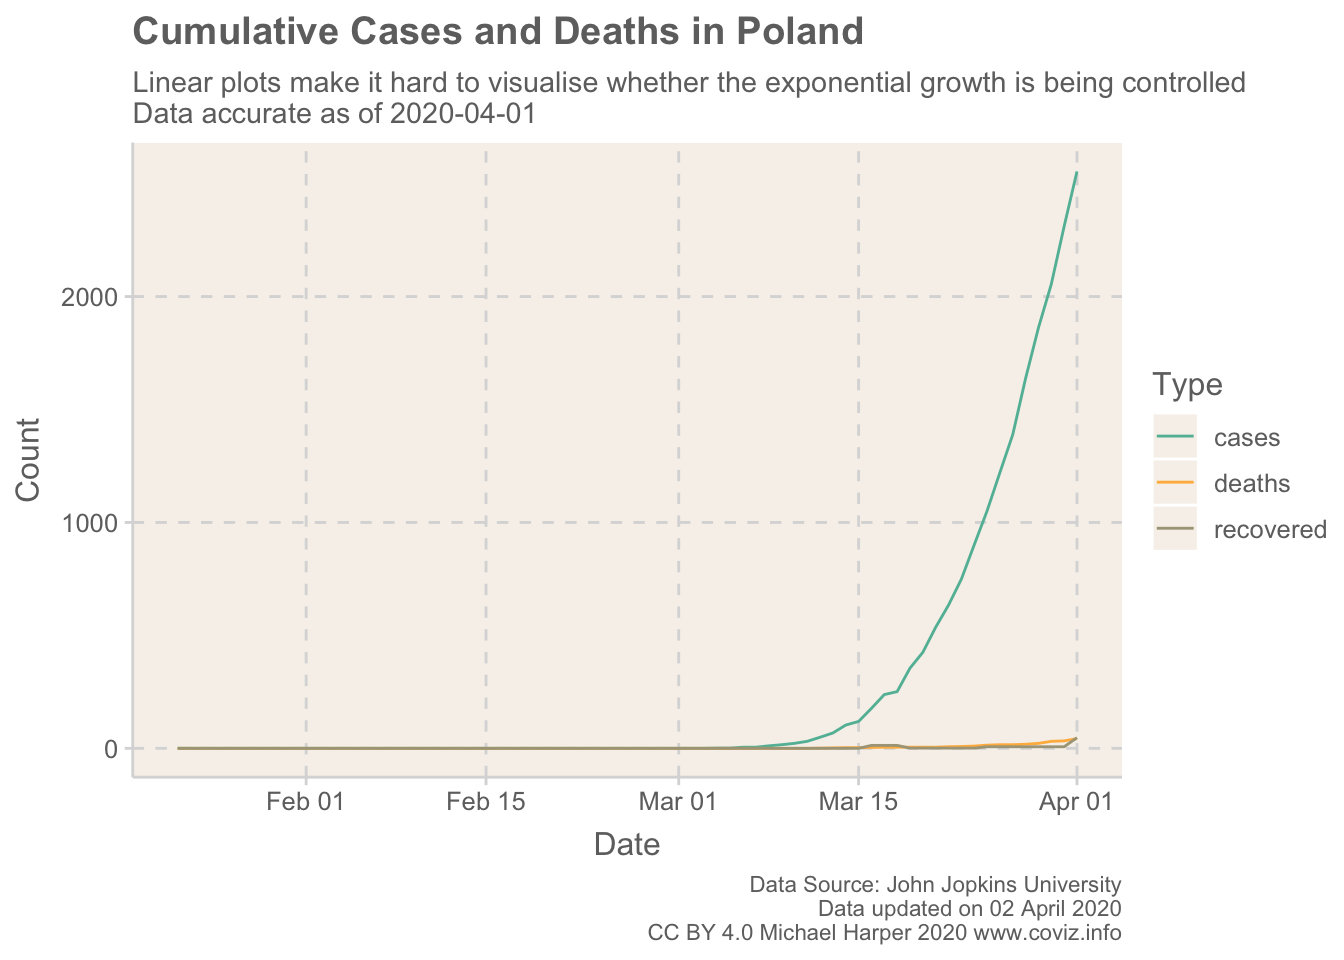 Cumulative Cases and Deaths in Poland
Linear plots make it hard to visualise whether the exponential growth is being controlled
Data accurate as of 2020-04-01
Count
2000
1000
0
Feb 01
Feb 15
Mar 01
Mar 15
Apr 01
Date
Type
cases
deaths
recovered
Data Source: John Jopkins University
Data updated on 02 April 2020
CC BY 4.0 Michael Harper 2020 www.coviz.info